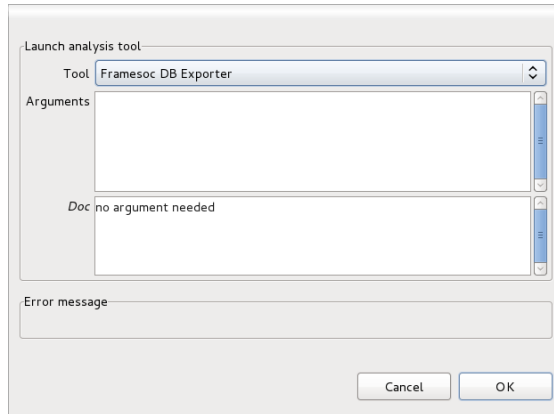 Launch analysis tool
Tool Framesoc DB Exporter
Arguments
Doc no argument needed
Error message
Cancel OK